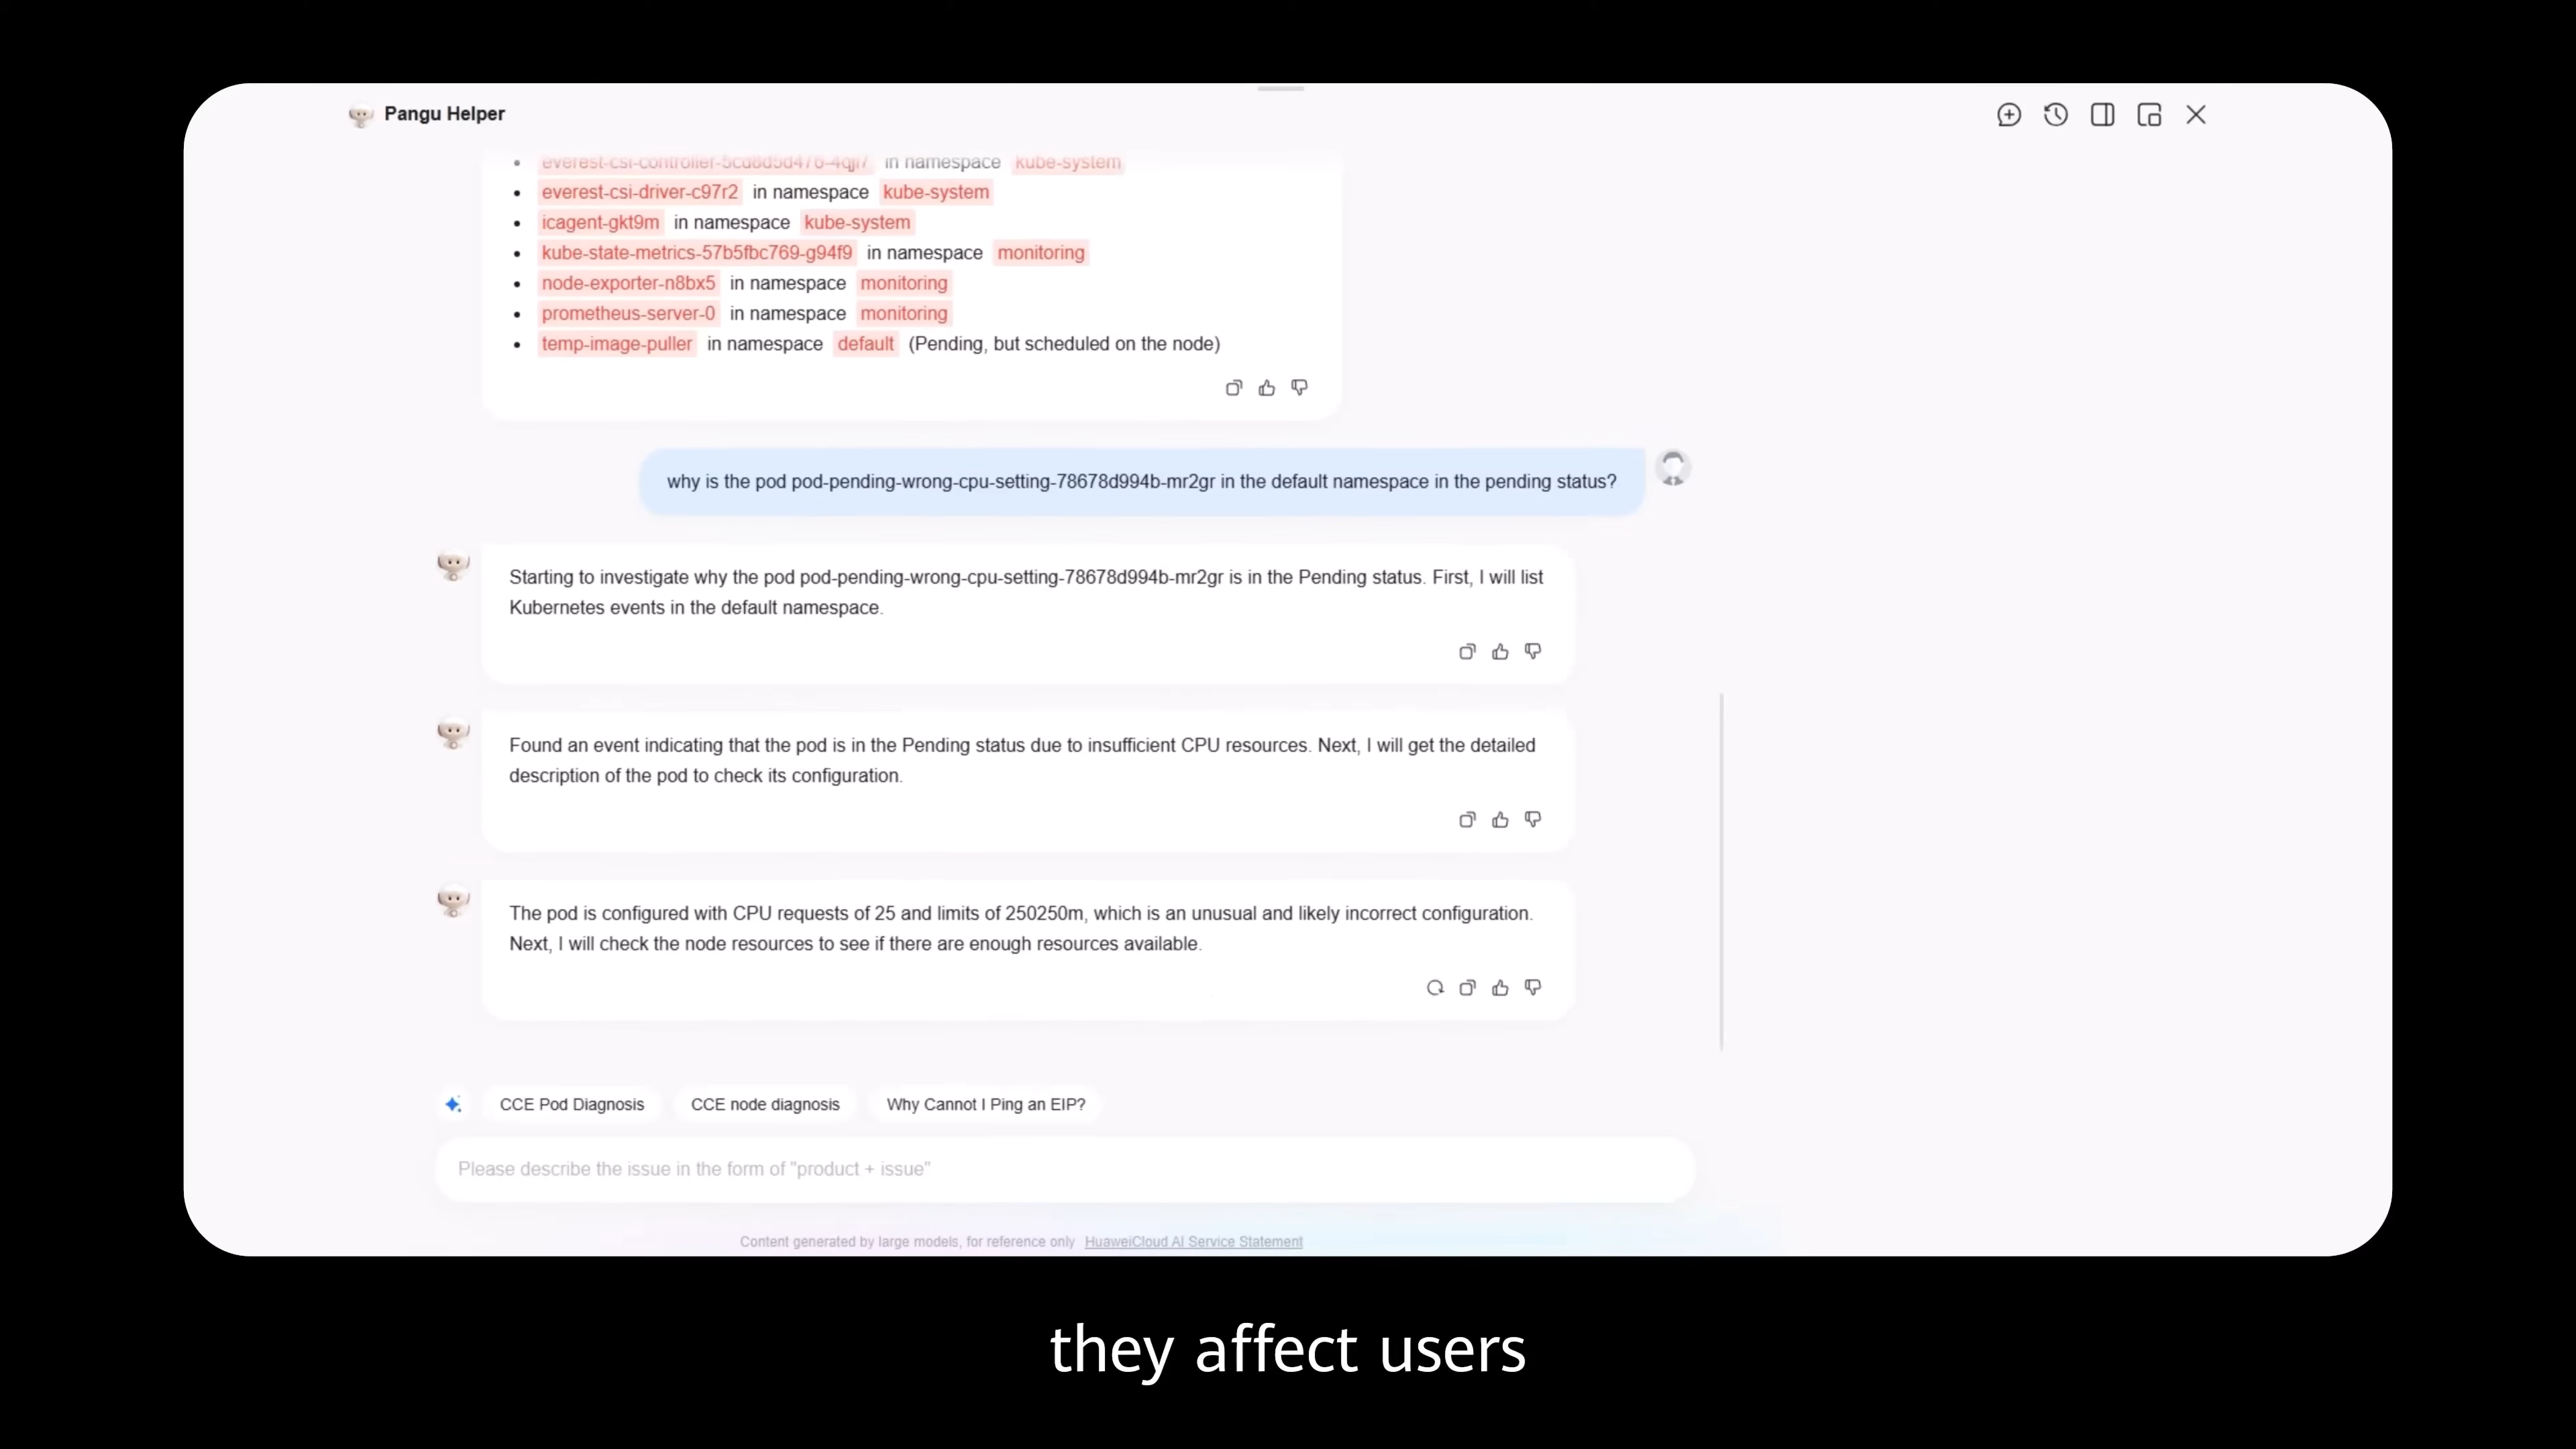 Pangu Helper
in namespace kube-system
everest-csi-driver-c97r2 in namespace kube-system
icagent-gkt9m in namespace kube-system
kube-state-metrics-57b5fbc769-g94f9 in namespace monitoring
node-exporter-n8bx5 in namespace monitoring
prometheus-server-0 in namespace monitoring
temp-image-puller in namespace default (Pending, but scheduled on the node)
why is the pod pod-pending-wrong-cpu-setting-78678d994b-mr2gr in the default namespace in the pending status?
Starting to investigate why the pod pod-pending-wrong-cpu-setting-78678d994b-mr2gr is in the Pending status. First, I will list
Kubernetes events in the default namespace.
Found an event indicating that the pod is in the Pending status due to insufficient CPU resources. Next, I will get the detailed
description of the pod to check its configuration.
The pod is configured with CPU requests of 25 and limits of 250250m, which is an unusual and likely incorrect configuration.
Next, I will check the node resources to see if there are enough resources available.
CCE Pod Diagnosis CCE node diagnosis Why Cannot I Ping an EIP?
Please describe the issue in the form of "product + issue"
Content generated by large models, for reference only HuaweiCloud AI Service Statement
they affect users